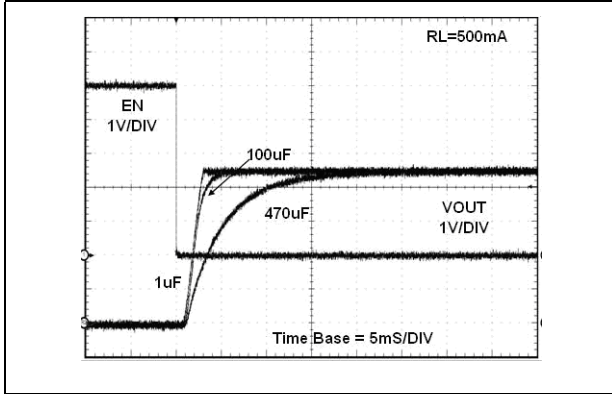 RL=500mA
EN
1V/DIV
100uF
470uF
VOUT
1V/DIV
1uF
Time Base = 5mS/DIV